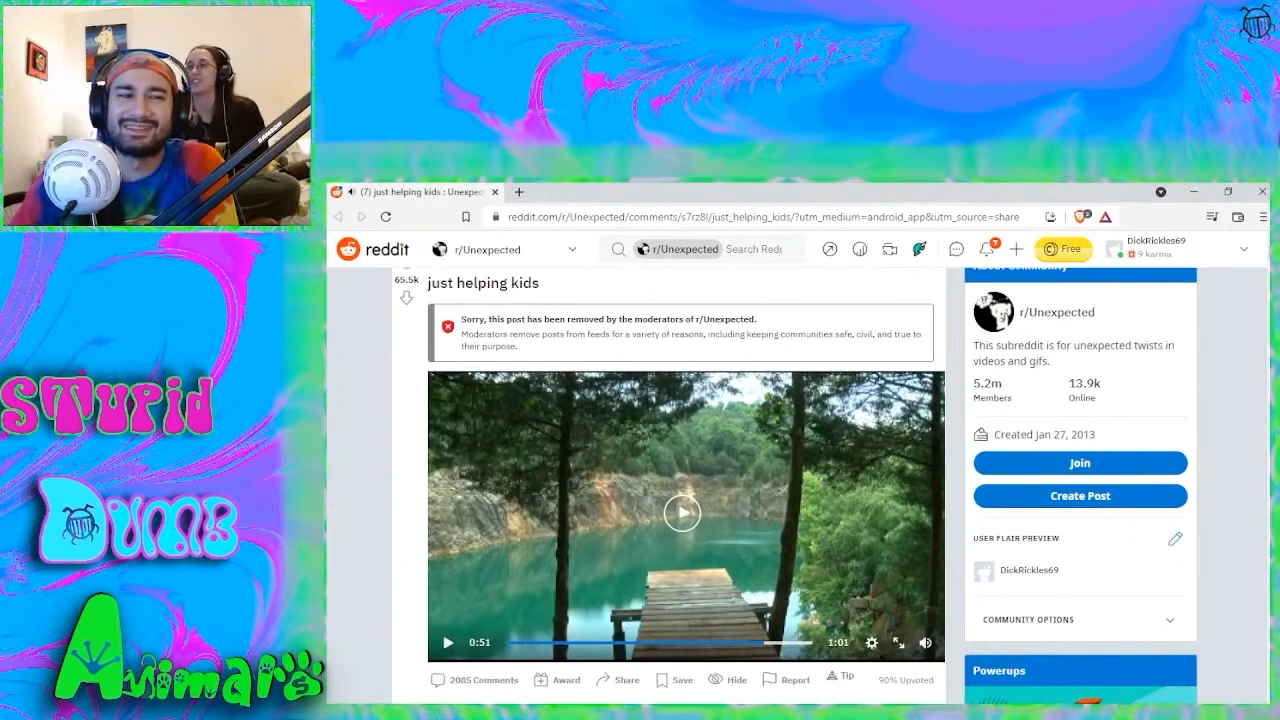 SAMSON
(7) just helping kids : Unexpec
reddit.com/r/Unexpected/comments/s7rz8l/just_helping_kids/?utm_medium=android_app&utm_source=share
reddit
r/Unexpected
r/Unexpected
Search Redd
7
Free
DickRickles69
9 karma
65.5k
just helping kids
Sorry, this post has been removed by the moderators of r/Unexpected.
Moderators remove posts from feeds for a variety of reasons, including keeping communities safe, civil, and true to
their purpose.
0:51
1:01
2085 Comments
Award
Share
Save
Hide
Report
Tip
90% Upvoted
r/Unexpected
This subreddit is for unexpected twists in
videos and gifs.
5.2m
13.9k
Members
Online
Created Jan 27, 2013
Join
Create Post
USER FLAIR PREVIEW
DickRickles69
COMMUNITY OPTIONS
Powerups
STupid
Dumb
Animals